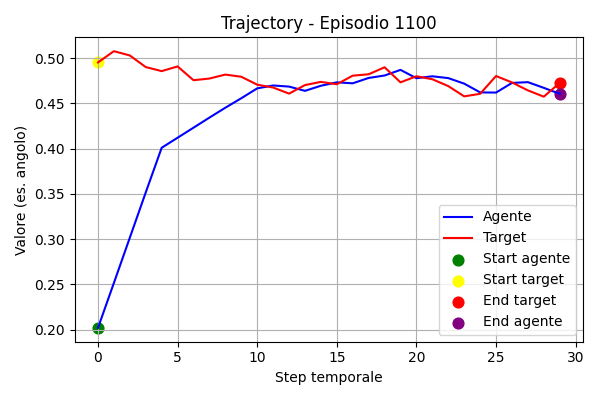 Trajectory - Episodio 1100
Valore (es. angolo)
0.50
0.45
0.40
0.35
0.30
0.25
0.20
0
5
10
15
20
25
30
Step temporale
Agente
Target
Start agente
Start target
End target
End agente